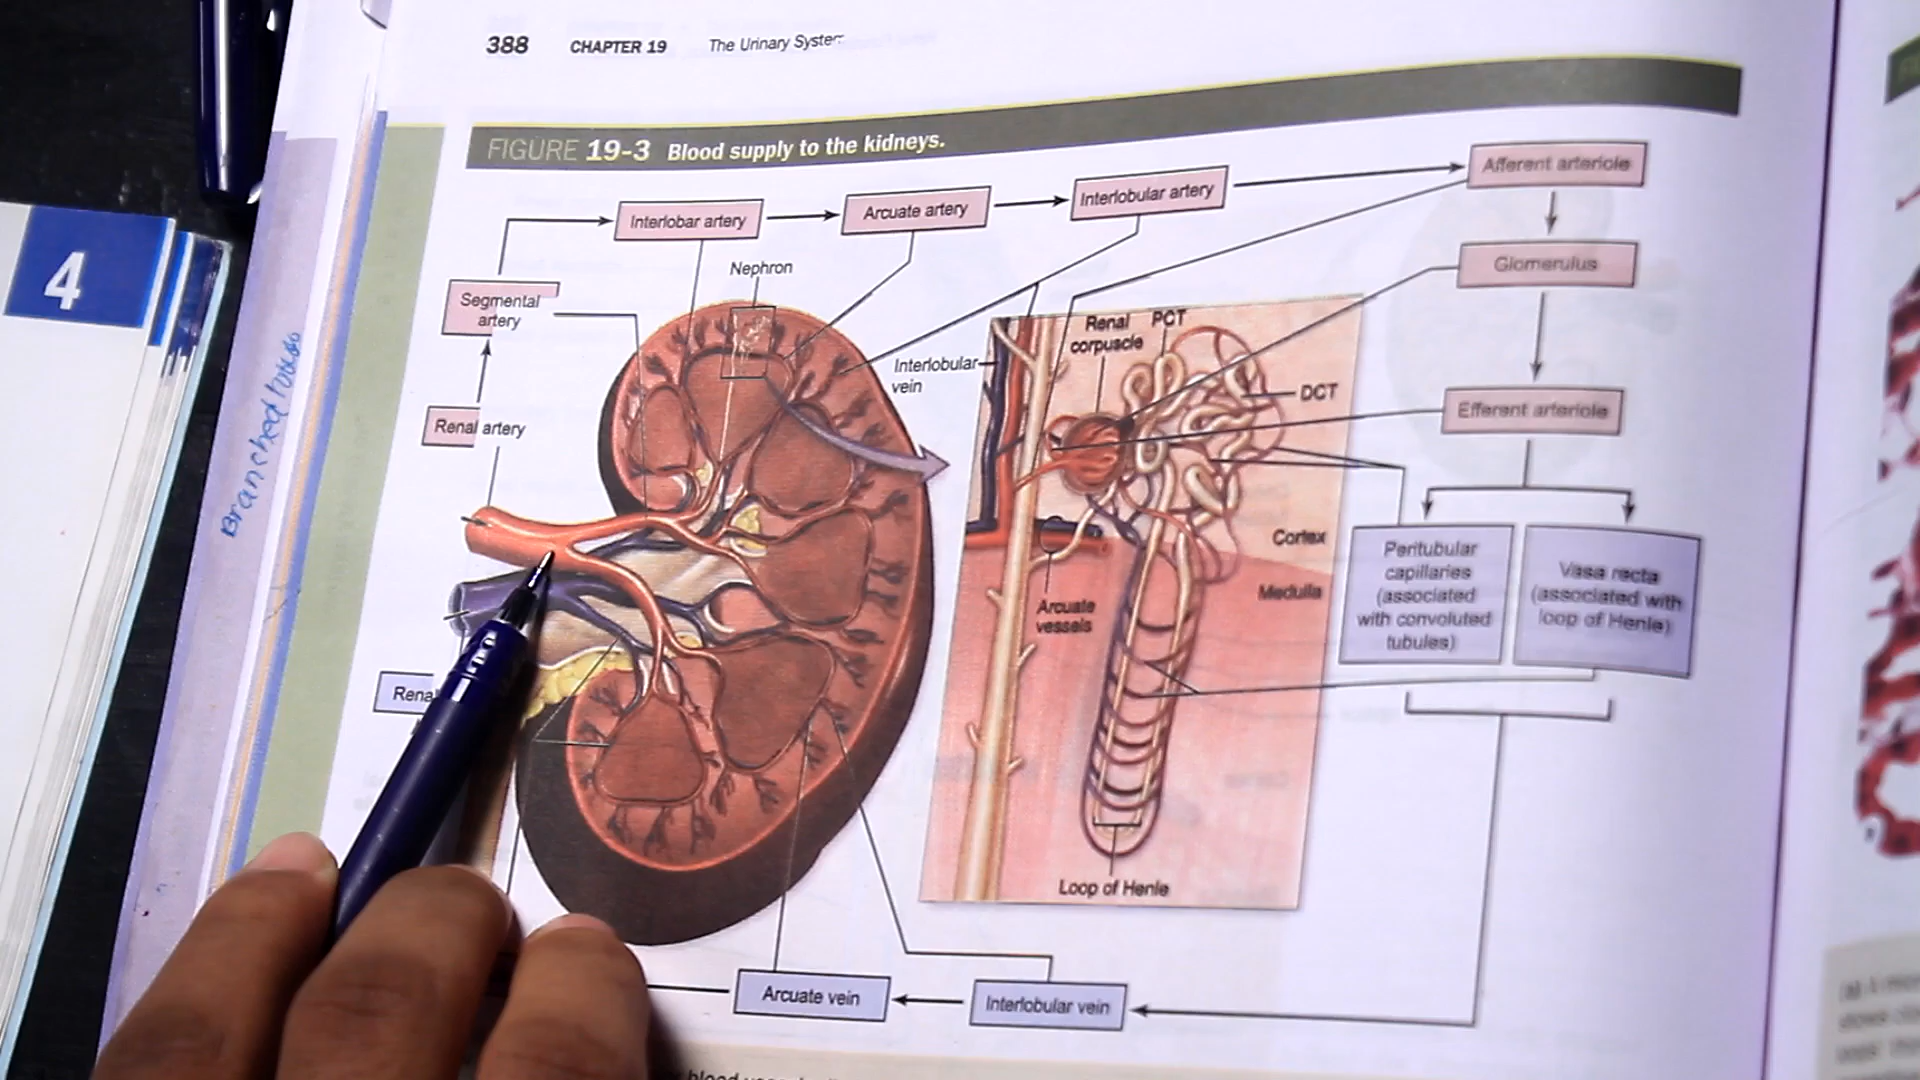 388 CHAPTER 19 The Urinary System
4
FIGURE 19-3 Blood supply to the kidneys.
Afferent arteriole
Interlobular artery
Arcuate artery
Interlobar artery
Glomerulus
Nephron
Segmental
artery
Renal
corpuscle
PCT
Interlobular
vein
DCT
Efferent arteriole
Renal artery
Branched
Cortex
Medulla
Peritubular
capillaries
(associated
with convoluted
tubules)
Vasa recta
(associated with
loop of Henle)
Arcuate
vessels
Loop of Henle
Arcuate vein
Interlobular vein